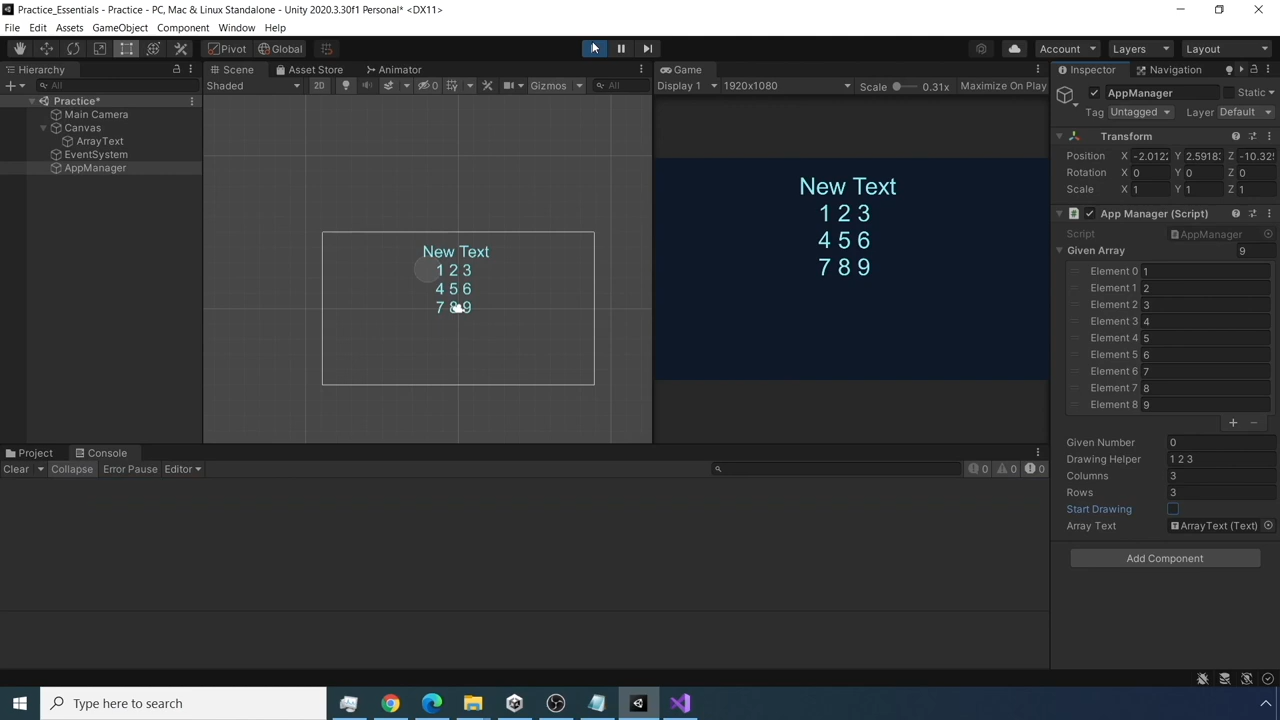 Practice_Essentials - Practice - PC, Mac & Linux Standalone - Unity 2020.3.30f1 Personal* <DX11>
File Edit Assets GameObject Component Window Help
Pivot Global Account Layers Layout
Hierarchy
All
Practice*
Main Camera
Canvas
ArrayText
EventSystem
AppManager
Scene Asset Store Animator
Shaded 2D 0 Gizmos All
New Text
1 2 3
4 5 6
7 8 9
Game
Display 1 1920x1080 Scale 0.31x Maximize On Play
New Text
1 2 3
4 5 6
7 8 9
Inspector Navigation
AppManager Static
Tag Untagged Layer Default
Transform
Position X -2.0122 Y 2.5918 Z -10.325
Rotation X 0 Y 0 Z 0
Scale X 1 Y 1 Z 1
App Manager (Script)
Script AppManager
Given Array 9
Element 0 1
Element 1 2
Element 2 3
Element 3 4
Element 4 5
Element 5 6
Element 6 7
Element 7 8
Element 8 9
Given Number 0
Drawing Helper 1 2 3
Columns 3
Rows 3
Start Drawing
Array Text ArrayText (Text)
Add Component
Project Console
Clear Collapse Error Pause Editor 0 0 0
Type here to search